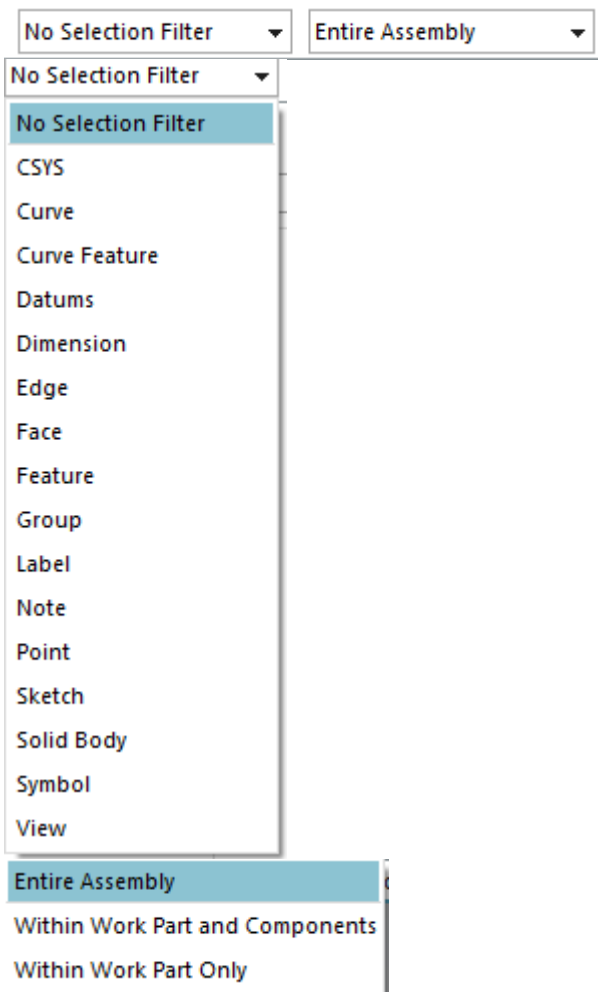 No Selection Filter Entire Assembly
No Selection Filter
No Selection Filter
CSYS
Curve
Curve Feature
Datums
Dimension
Edge
Face
Feature
Group
Label
Note
Point
Sketch
Solid Body
Symbol
View
Entire Assembly
Within Work Part and Components
Within Work Part Only